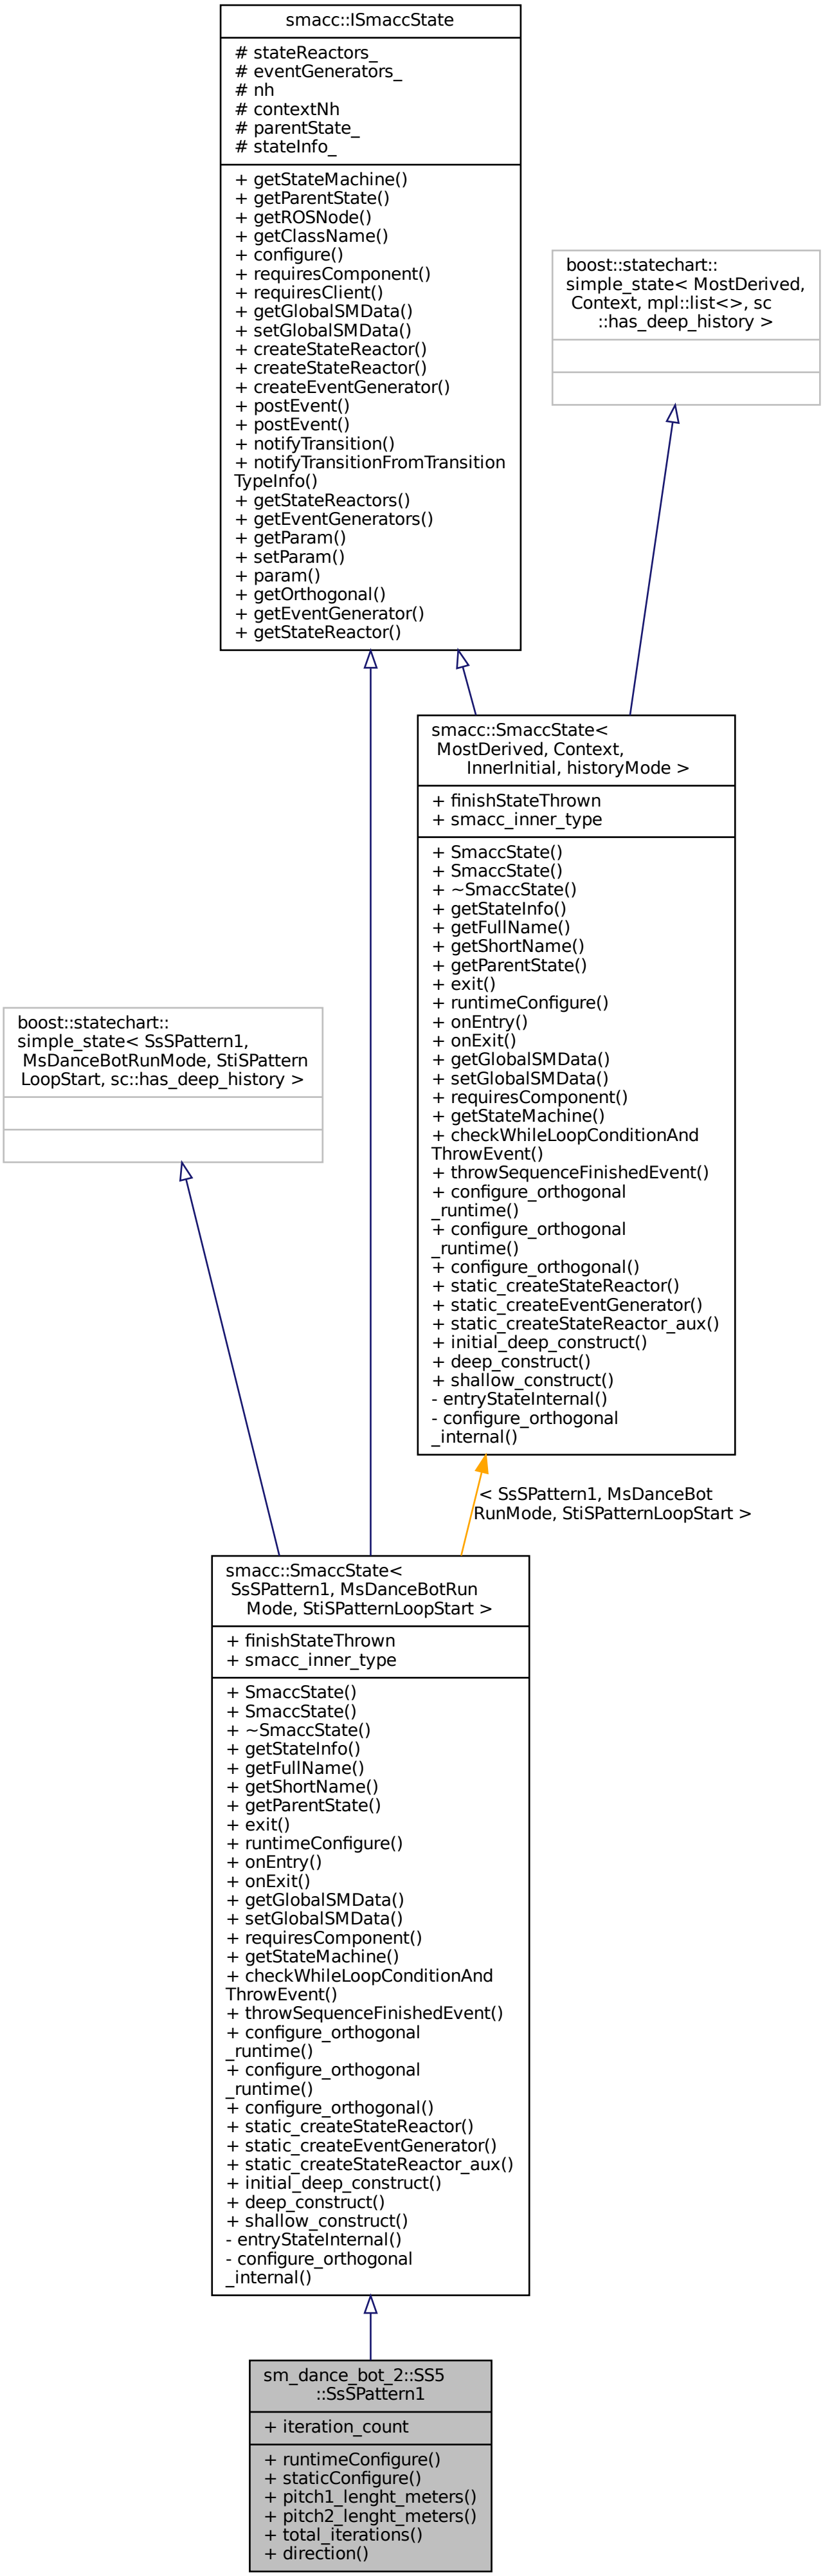 smacc::ISmaccState
# stateReactors_
# eventGenerators_
# nh
# contextNh
# parentState_
# stateInfo_
+ getStateMachine()
+ getParentState()
+ getROSNode()
+ getClassName()
+ configure()
+ requiresComponent()
+ requiresClient()
+ getGlobalSMData()
+ setGlobalSMData()
+ createStateReactor()
+ createStateReactor()
+ createEventGenerator()
+ postEvent()
+ postEvent()
+ notifyTransition()
+ notifyTransitionFromTransition
TypeInfo()
+ getStateReactors()
+ getEventGenerators()
+ getParam()
+ setParam()
+ param()
+ getOrthogonal()
+ getEventGenerator()
+ getStateReactor()
boost::statechart::
simple_state< MostDerived,
Context, mpl::list<>, sc
::has_deep_history >
smacc::SmaccState<
MostDerived, Context,
InnerInitial, historyMode >
+ finishStateThrown
+ smacc_inner_type
+ SmaccState()
+ SmaccState()
+ ~SmaccState()
+ getStateInfo()
+ getFullName()
+ getShortName()
+ getParentState()
+ exit()
+ runtimeConfigure()
+ onEntry()
+ onExit()
+ getGlobalSMData()
+ setGlobalSMData()
+ requiresComponent()
+ getStateMachine()
+ checkWhileLoopConditionAnd
ThrowEvent()
+ throwSequenceFinishedEvent()
+ configure_orthogonal
_runtime()
+ configure_orthogonal
_runtime()
+ configure_orthogonal()
+ static_createStateReactor()
+ static_createEventGenerator()
+ static_createStateReactor_aux()
+ initial_deep_construct()
+ deep_construct()
+ shallow_construct()
- entryStateInternal()
- configure_orthogonal
_internal()
boost::statechart::
simple_state< SsSPattern1,
MsDanceBotRunMode, StiSPattern
LoopStart, sc::has_deep_history >
< SsSPattern1, MsDanceBot
RunMode, StiSPatternLoopStart >
smacc::SmaccState<
SsSPattern1, MsDanceBotRun
Mode, StiSPatternLoopStart >
+ finishStateThrown
+ smacc_inner_type
+ SmaccState()
+ SmaccState()
+ ~SmaccState()
+ getStateInfo()
+ getFullName()
+ getShortName()
+ getParentState()
+ exit()
+ runtimeConfigure()
+ onEntry()
+ onExit()
+ getGlobalSMData()
+ setGlobalSMData()
+ requiresComponent()
+ getStateMachine()
+ checkWhileLoopConditionAnd
ThrowEvent()
+ throwSequenceFinishedEvent()
+ configure_orthogonal
_runtime()
+ configure_orthogonal
_runtime()
+ configure_orthogonal()
+ static_createStateReactor()
+ static_createEventGenerator()
+ static_createStateReactor_aux()
+ initial_deep_construct()
+ deep_construct()
+ shallow_construct()
- entryStateInternal()
- configure_orthogonal
_internal()
sm_dance_bot_2::SS5
::SsSPattern1
+ iteration_count
+ runtimeConfigure()
+ staticConfigure()
+ pitch1_lenght_meters()
+ pitch2_lenght_meters()
+ total_iterations()
+ direction()